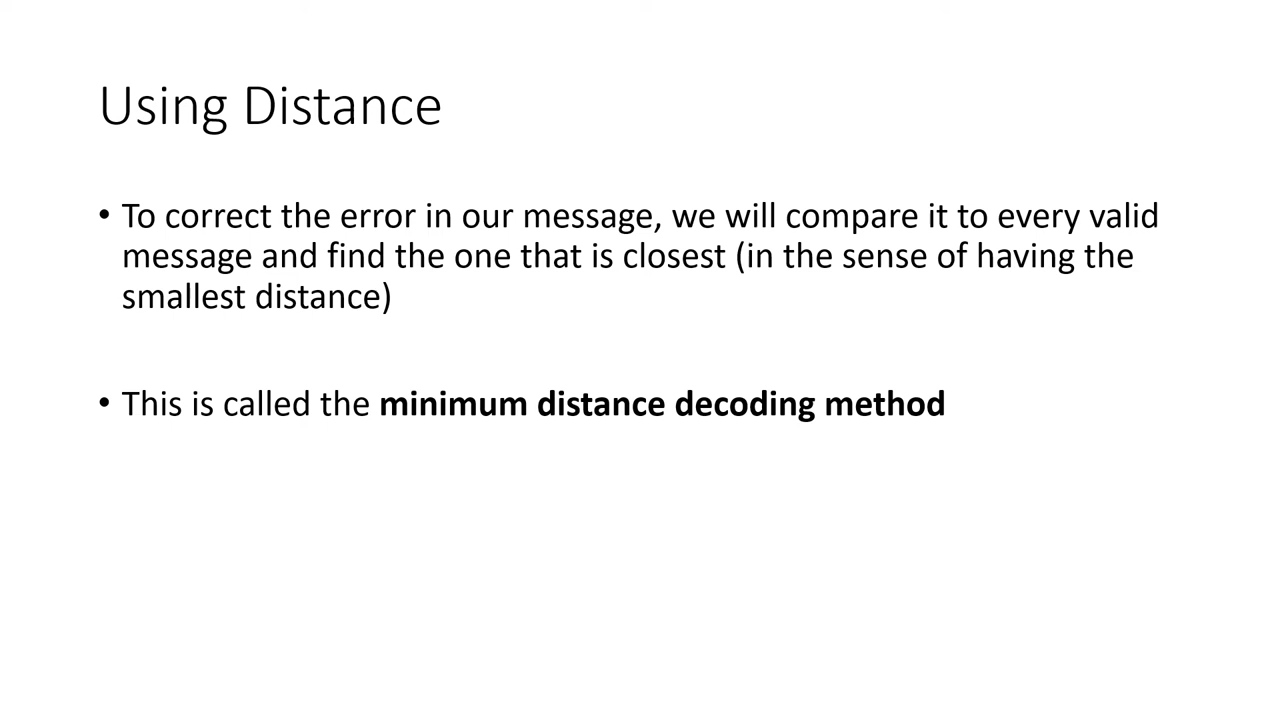 Using Distance
• To correct the error in our message, we will compare it to every valid
message and find the one that is closest (in the sense of having the
smallest distance)
• This is called the minimum distance decoding method